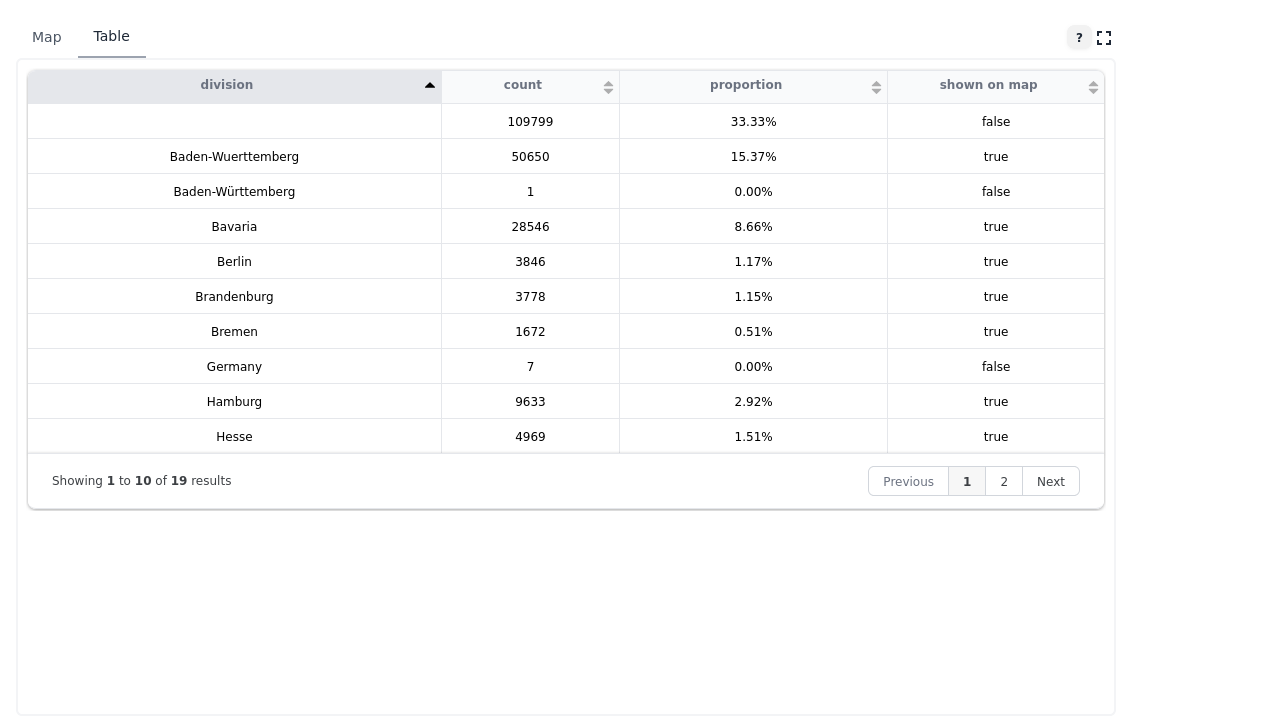 Map Table ?
division count proportion shown on map
109799 33.33% false
Baden-Wuerttemberg 50650 15.37% true
Baden-Württemberg 1 0.00% false
Bavaria 28546 8.66% true
Berlin 3846 1.17% true
Brandenburg 3778 1.15% true
Bremen 1672 0.51% true
Germany 7 0.00% false
Hamburg 9633 2.92% true
Hesse 4969 1.51% true
Showing 1 to 10 of 19 results Previous 1 2 Next